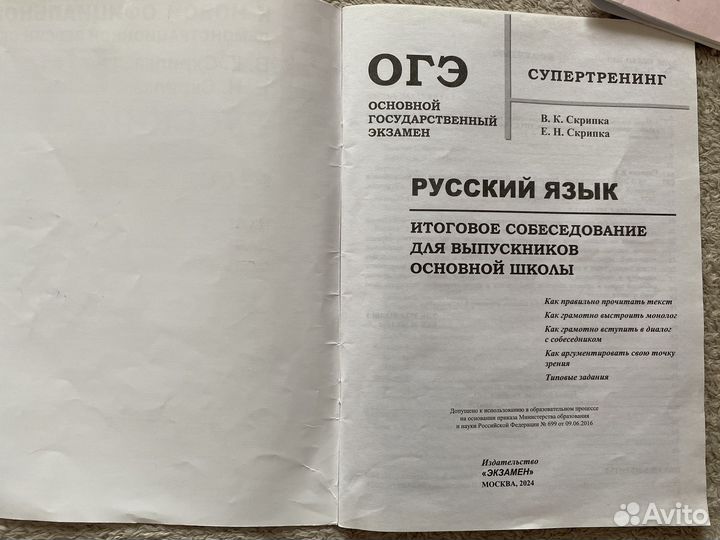 ОГЭ
ОСНОВНОЙ
ГОСУДАРСТВЕННЫЙ
ЭКЗАМЕН
СУПЕРТРЕНИНГ
В. К. Скрипка
Е. Н. Скрипка
РУССКИЙ ЯЗЫК
ИТОГОВОЕ СОБЕСЕДОВАНИЕ
ДЛЯ ВЫПУСКНИКОВ
ОСНОВНОЙ ШКОЛЫ
Как правильно прочитать текст
Как грамотно выстроить монолог
Как грамотно вступить в диалог
с собеседником
Как аргументировать свою точку
зрения
Типовые задания
Допущено к использованию в образовательном процессе
на основании приказа Министерства образования
и науки Российской Федерации № 699 от 09.06.2016
Издательство
«ЭКЗАМЕН»
МОСКВА, 2024
Avito